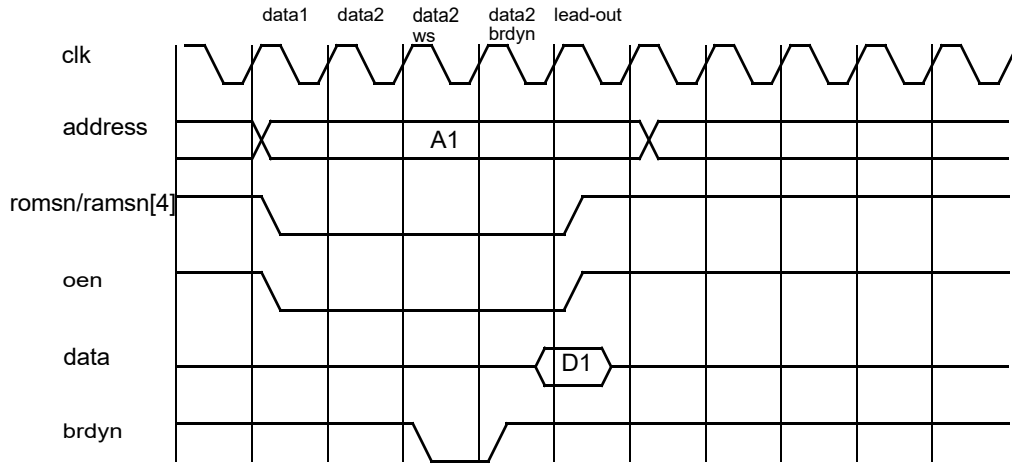 data1 data2 data2 data2 lead-out
ws brdyn
clk
address
A1
romsn/ramsn[4]
oen
data
D1
brdyn